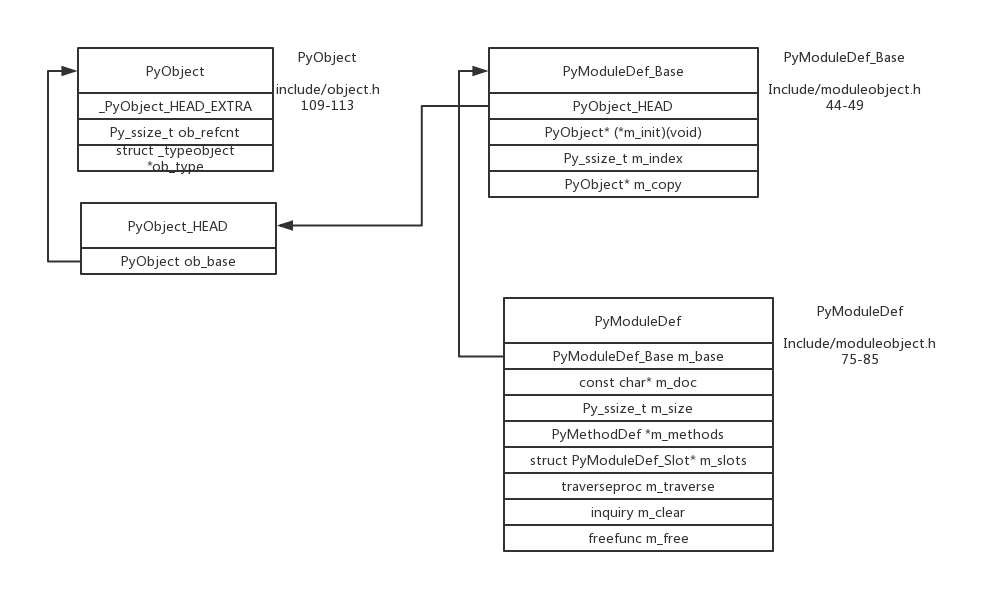 PyObject
_PyObject_HEAD_EXTRA
Py_ssize_t ob_refcnt
struct _typeobject
*ob_type
PyObject
include/object.h
109-113
PyObject_HEAD
PyObject ob_base
PyModuleDef_Base
PyObject_HEAD
PyObject* (*m_init)(void)
Py_ssize_t m_index
PyObject* m_copy
PyModuleDef_Base
Include/moduleobject.h
44-49
PyModuleDef
PyModuleDef_Base m_base
const char* m_doc
Py_ssize_t m_size
PyMethodDef *m_methods
struct PyModuleDef_Slot* m_slots
traverseproc m_traverse
inquiry m_clear
freefunc m_free
PyModuleDef
Include/moduleobject.h
75-85